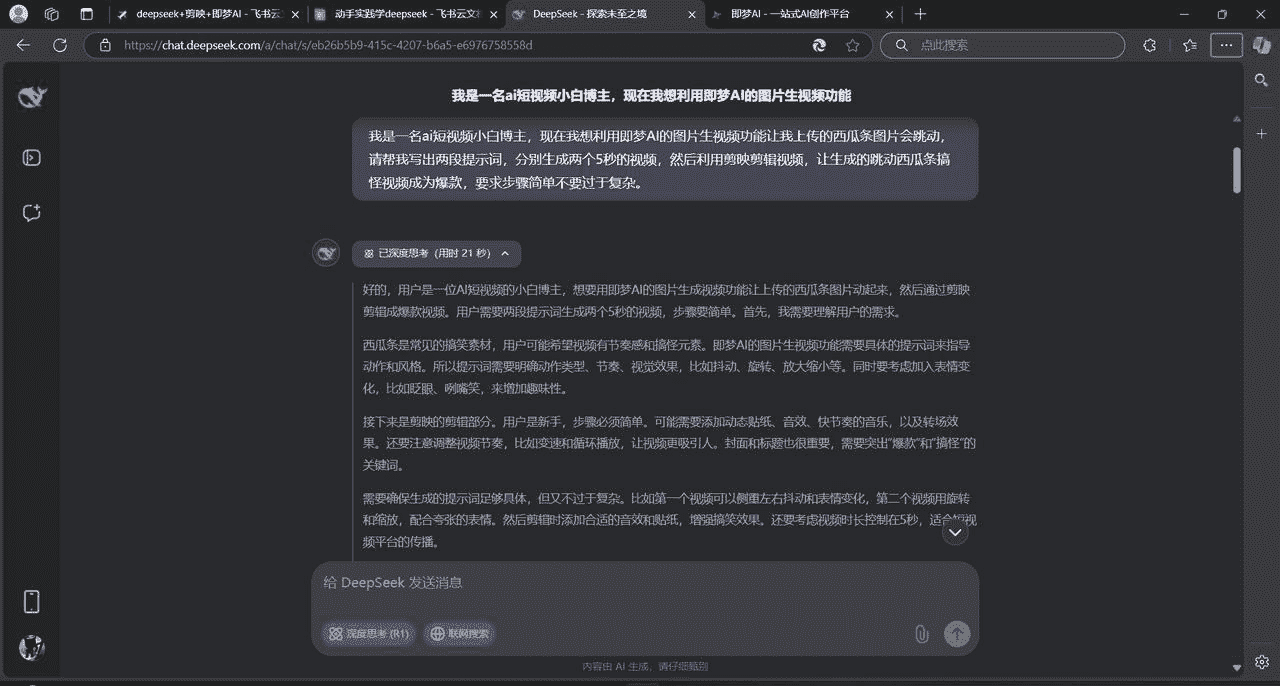 deepseek+剪映+即梦AI - 飞书云文
动手实践学deepseek - 飞书云文档
DeepSeek - 探索未至之境
即梦AI - 一站式AI创作平台
https://chat.deepseek.com/a/chat/s/eb26b5b9-415c-4207-b6a5-e6976758558d
点此搜索
我是一名ai短视频小白博主，现在我想利用即梦AI的图片生视频功能
我是一名ai短视频小白博主，现在我想利用即梦AI的图片生视频功能让我上传的西瓜条图片会跳动，
请帮我写出两段提示词，分别生成两个5秒的视频，然后利用剪映剪辑视频，让生成的跳动西瓜条搞
怪视频成为爆款，要求步骤简单不要过于复杂。
已深度思考（用时 21 秒）
好的，用户是一位AI短视频的小白博主，想要用即梦AI的图片生成视频功能让上传的西瓜条图片动起来，然后通过剪映
剪辑成爆款视频。用户需要两段提示词生成两个5秒的视频，步骤要简单。首先，我需要理解用户的需求。
西瓜条是常见的搞笑素材，用户可能希望视频有节奏感和搞怪元素。即梦AI的图片生视频功能需要具体的提示词来指导
动作和风格。所以提示词需要明确动作类型、节奏、视觉效果，比如抖动、旋转、放大缩小等。同时要考虑加入表情变
化，比如眨眼、咧嘴笑，来增加趣味性。
接下来是剪映的剪辑部分。用户是新手，步骤必须简单。可能需要添加动态贴纸、音效、快节奏的音乐，以及转场效
果。还要注意调整视频节奏，比如变速和循环播放，让视频更吸引人。封面和标题也很重要，需要突出“爆款”和“搞怪”的
关键词。
需要确保生成的提示词足够具体，但又不过于复杂。比如第一个视频可以侧重左右抖动和表情变化，第二个视频用旋转
和缩放，配合夸张的表情。然后剪辑时添加合适的音效和贴纸，增强搞笑效果。还要考虑视频时长控制在5秒，适合短视
频平台的传播。
给 DeepSeek 发送消息
深度思考 (R1)
联网搜索
内容由 AI 生成，请仔细甄别